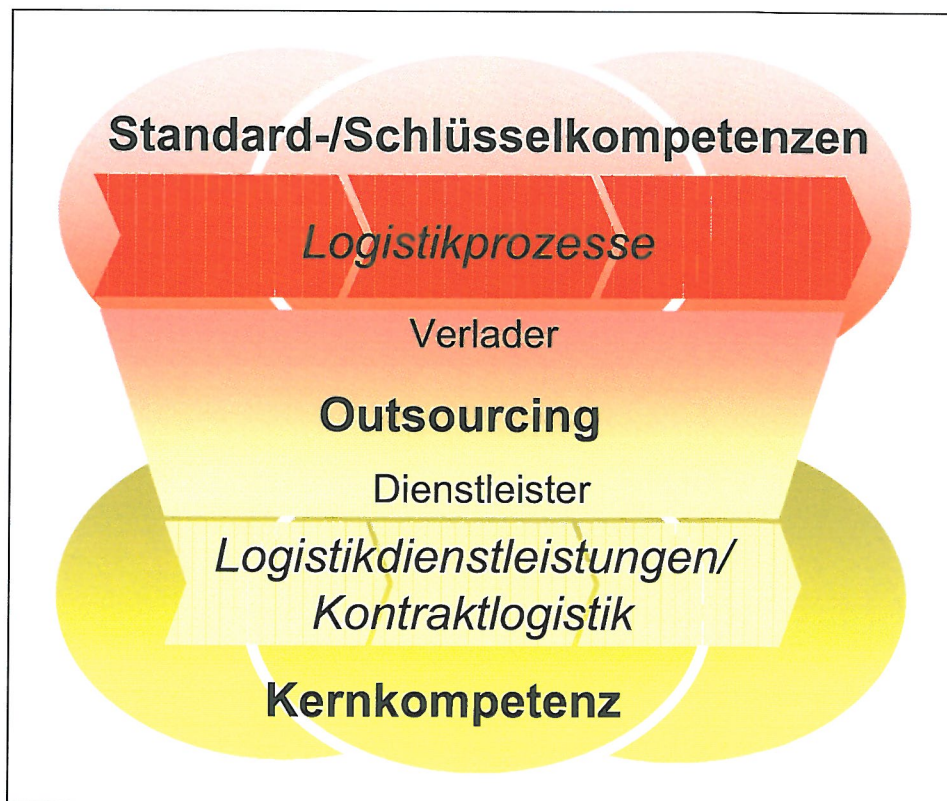 Standard-/Schlüsselkompetenzen
Logistikprozesse
Verlader
Outsourcing
Dienstleister
Logistikdienstleistungen/
Kontraktlogistik
Kernkompetenz